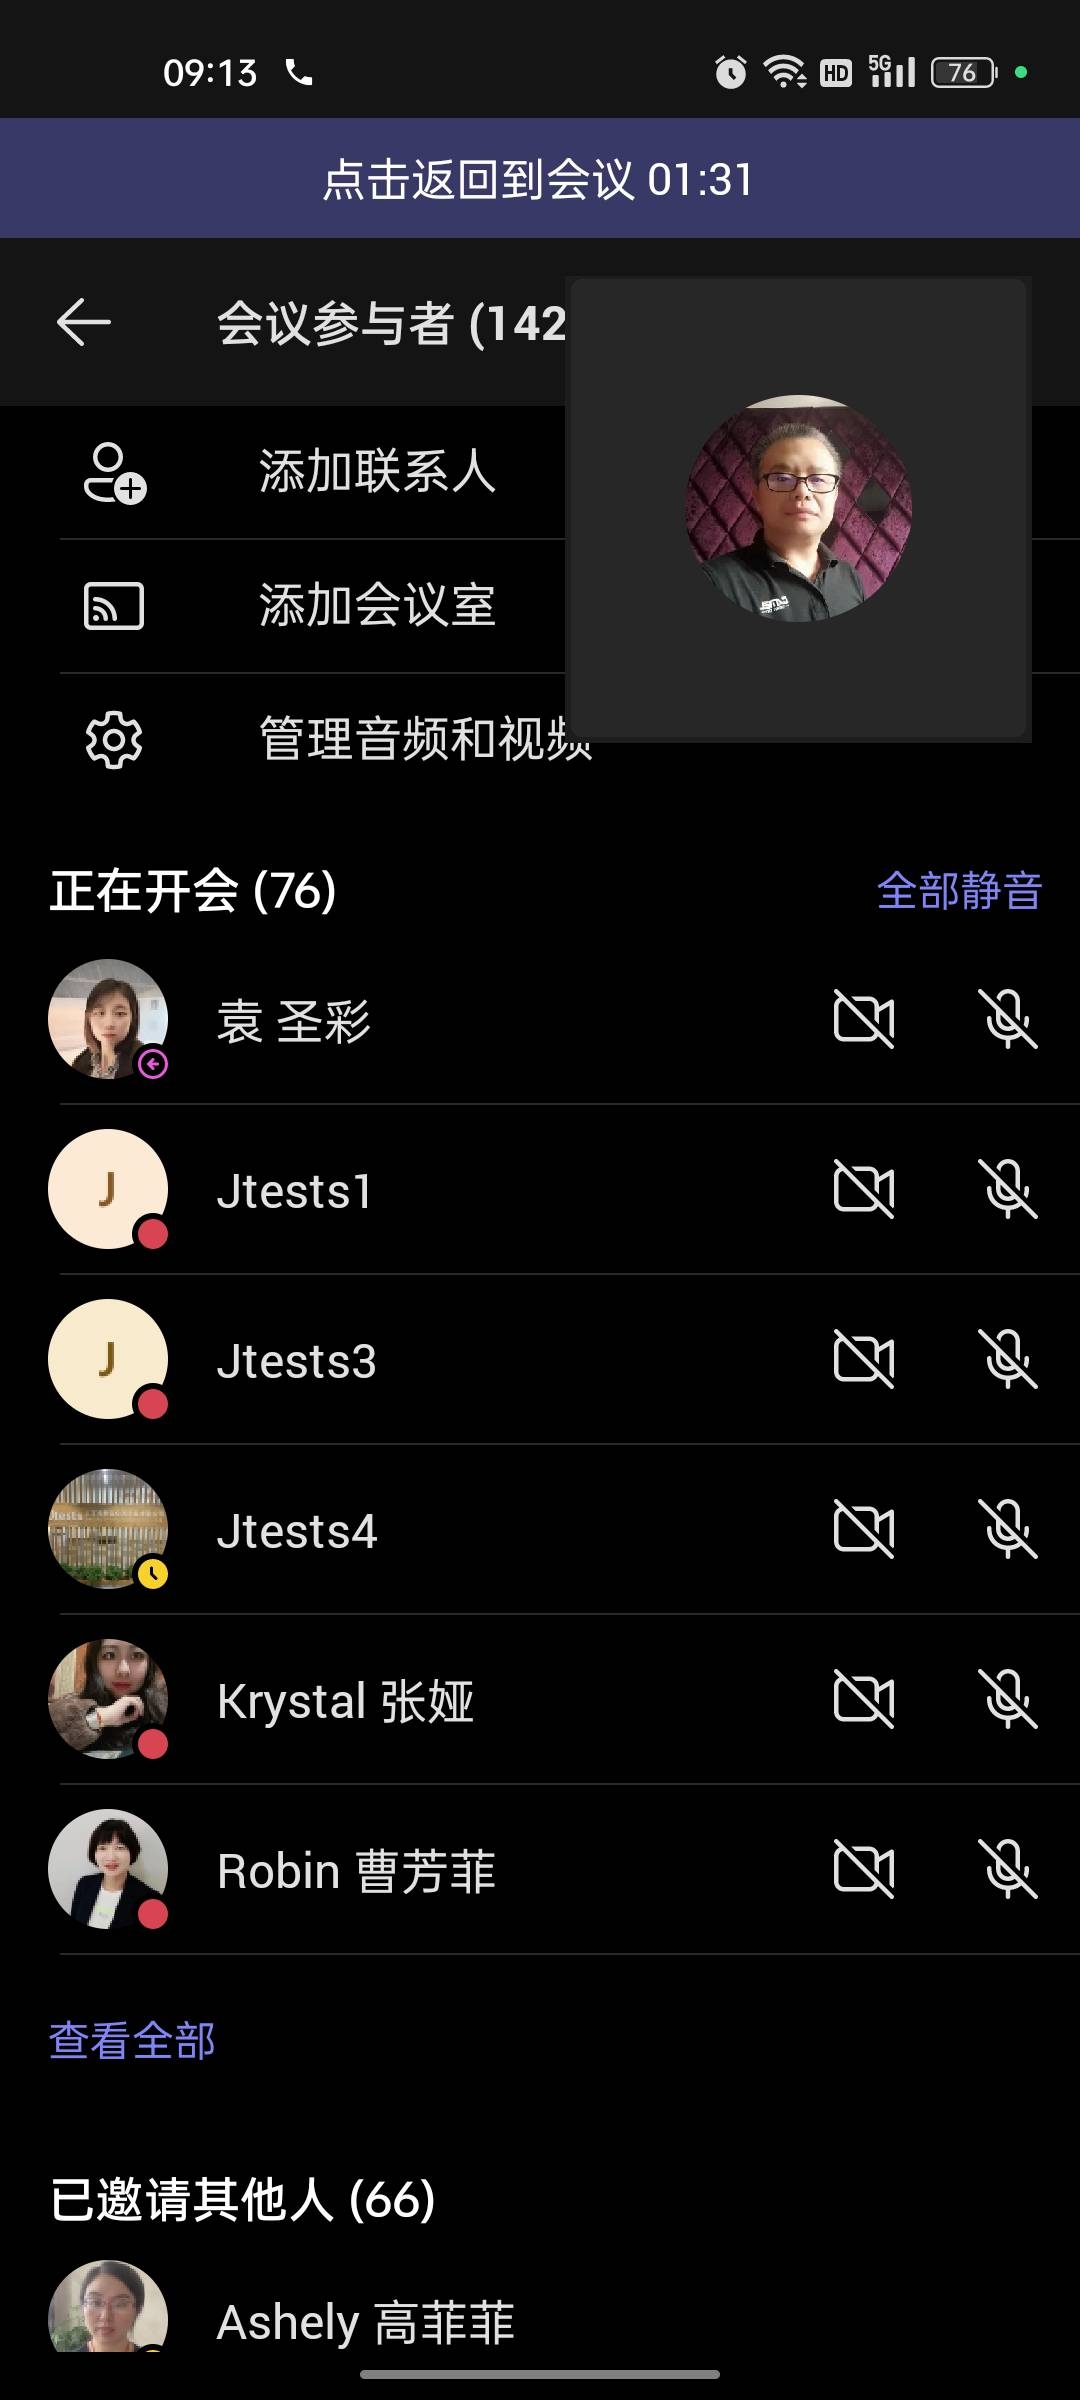 09:13
HD
5G
76
点击返回到会议 01:31
会议参与者 (142
添加联系人
添加会议室
管理音频和视频
正在开会 (76)
全部静音
袁 圣彩
J
Jtests1
J
Jtests3
Jtests4
Krystal 张娅
Robin 曹芳菲
查看全部
已邀请其他人 (66)
Ashely 高菲菲